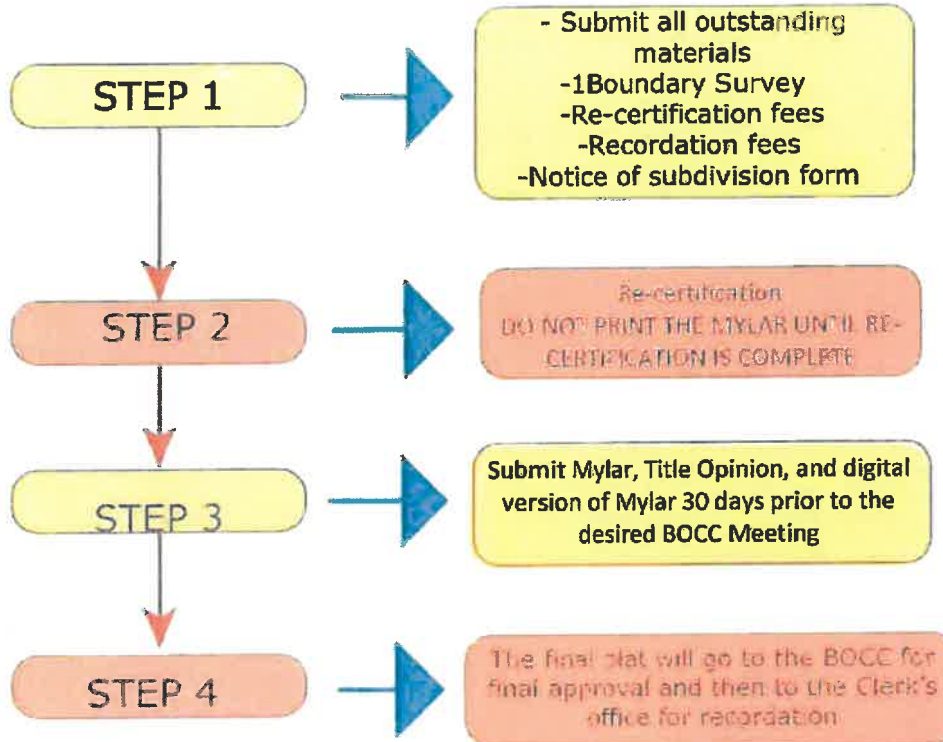 STEP 1
- Submit all outstanding
materials
-1Boundary Survey
-Re-certification fees
-Recordation fees
-Notice of subdivision form
STEP 2
Re-certification
DO NOT PRINT THE MYLAR UNTIL RE-
CERTIFICATION IS COMPLETE
STEP 3
Submit Mylar, Title Opinion, and digital
version of Mylar 30 days prior to the
desired BOCC Meeting
STEP 4
The final plat will go to the BOCC for
final approval and then to the Clerk's
office for recordation